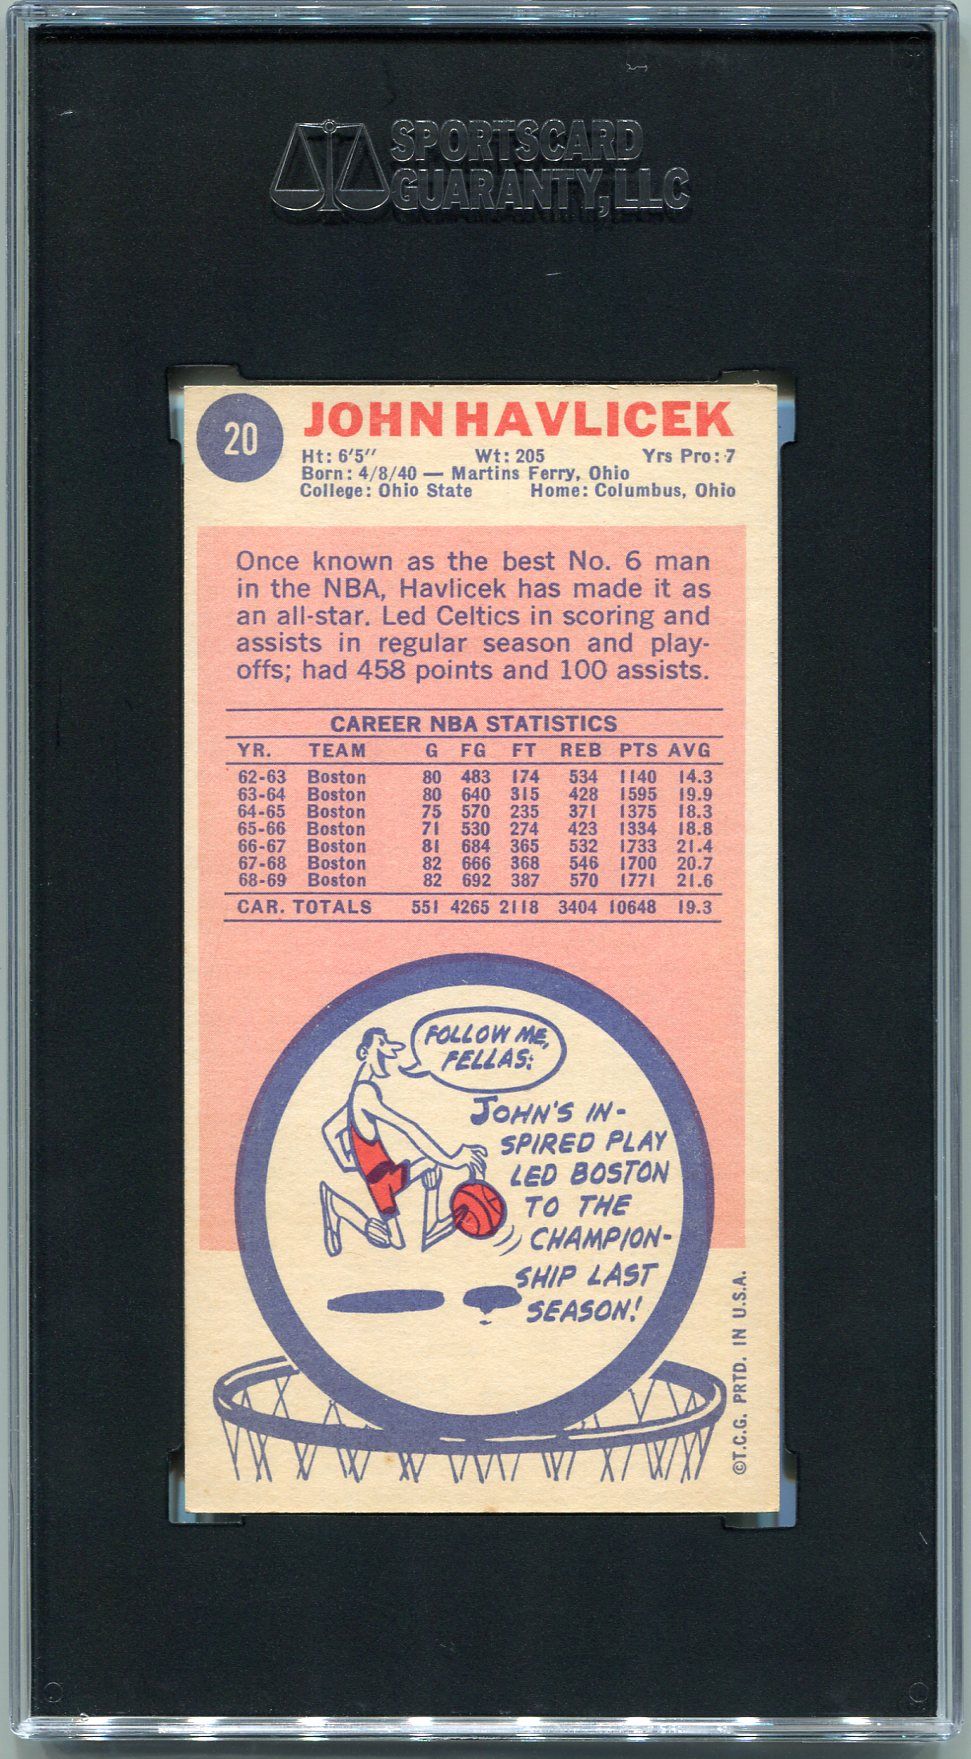 SPORTSCARD
GUARANTY, LLC
20
JOHN HAVLICEK
Ht: 6'5" Wt: 205 Yrs Pro: 7
Born: 4/8/40 — Martins Ferry, Ohio
College: Ohio State Home: Columbus, Ohio
Once known as the best No. 6 man
in the NBA, Havlicek has made it as
an all-star. Led Celtics in scoring and
assists in regular season and play-
offs; had 458 points and 100 assists.
CAREER NBA STATISTICS
YR. TEAM G FG FT REB PTS AVG
62-63 Boston 80 483 174 534 1140 14.3
63-64 Boston 80 640 315 428 1595 19.9
64-65 Boston 75 570 235 371 1375 18.3
65-66 Boston 71 530 274 423 1334 18.8
66-67 Boston 81 684 365 532 1733 21.4
67-68 Boston 82 666 368 546 1700 20.7
68-69 Boston 82 692 387 570 1771 21.6
CAR. TOTALS 551 4265 2118 3404 10648 19.3
FOLLOW ME,
FELLAS:
JOHN'S IN-
SPIRED PLAY
LED BOSTON
TO THE
CHAMPION-
SHIP LAST
SEASON!
©T.C.G. PRTD. IN U.S.A.